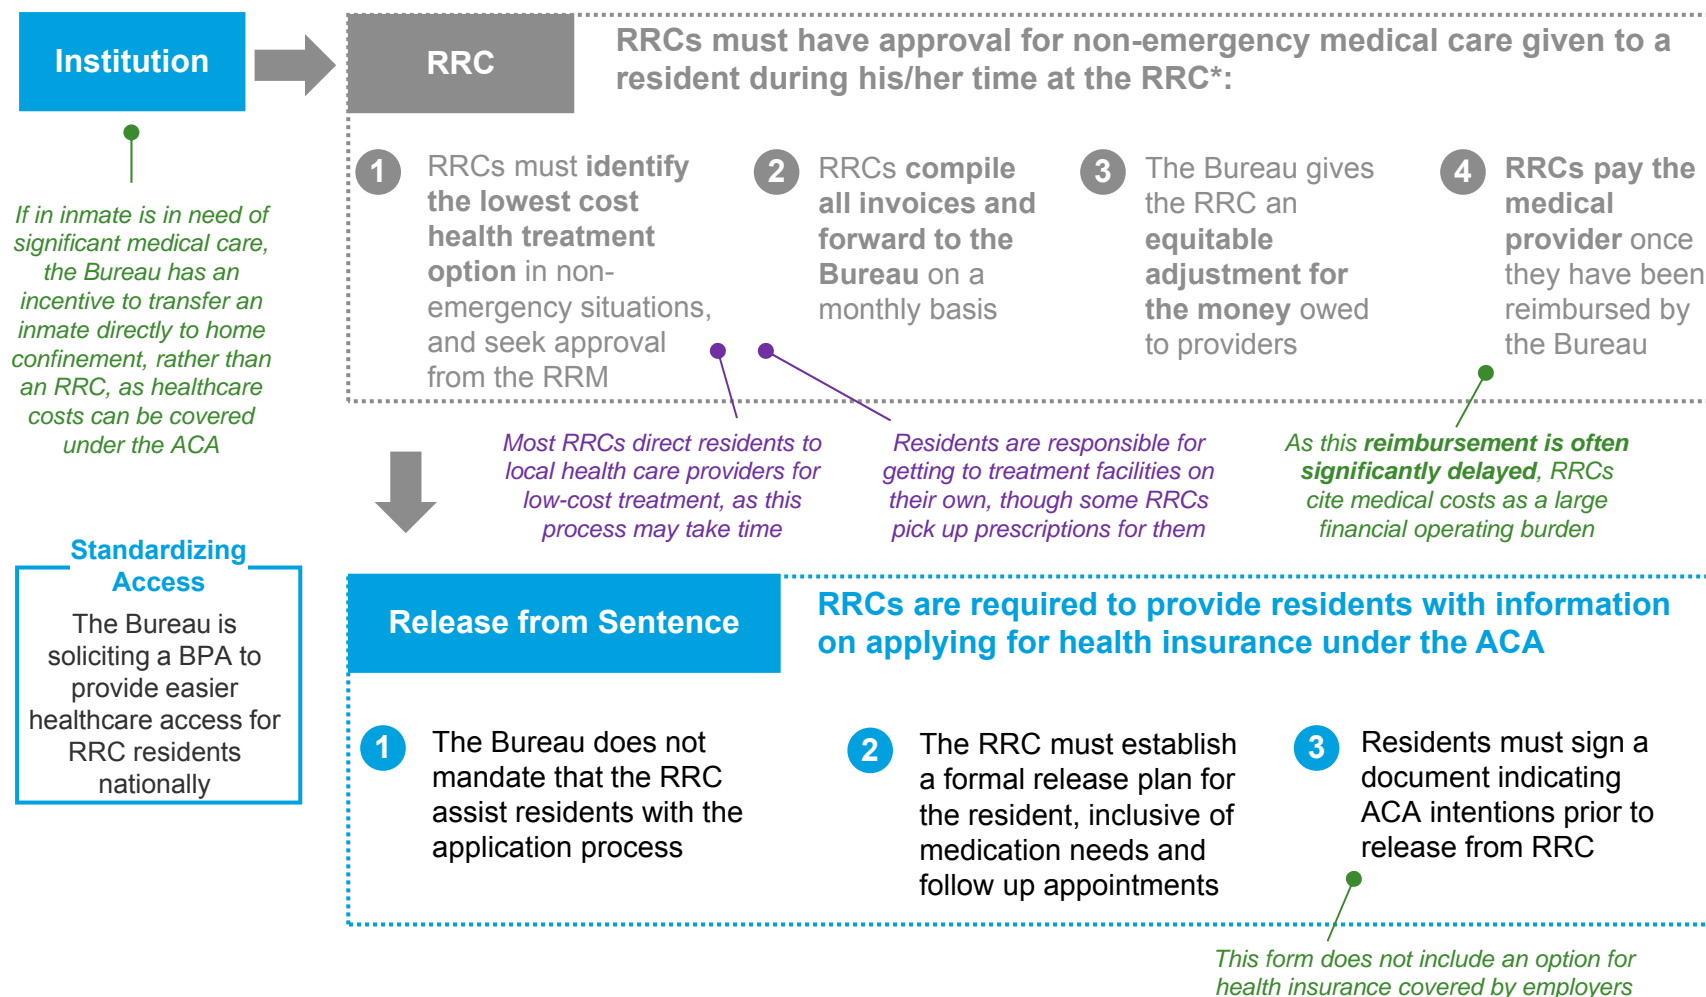 Institution
If in inmate is in need of
significant medical care,
the Bureau has an
incentive to transfer an
inmate directly to home
confinement, rather than
an RRC, as healthcare
costs can be covered
under the ACA
Standardizing
Access
The Bureau is
soliciting a BPA to
provide easier
healthcare access for
RRC residents
nationally
RRC
RRCs must have approval for non-emergency medical care given to a
resident during his/her time at the RRC*:
1
RRCs must identify
the lowest cost
health treatment
option in non-
emergency situations,
and seek approval
from the RRM
2
RRCs compile
all invoices and
forward to the
Bureau on a
monthly basis
3
The Bureau gives
the RRC an
equitable
adjustment for
the money owed
to providers
4
RRCs pay the
medical
provider once
they have been
reimbursed by
the Bureau
Most RRCs direct residents to
local health care providers for
low-cost treatment, as this
process may take time
Residents are responsible for
getting to treatment facilities on
their own, though some RRCs
pick up prescriptions for them
As this reimbursement is often
significantly delayed, RRCs
cite medical costs as a large
financial operating burden
Release from Sentence
RRCs are required to provide residents with information
on applying for health insurance under the ACA
1
The Bureau does not
mandate that the RRC
assist residents with the
application process
2
The RRC must establish
a formal release plan for
the resident, inclusive of
medication needs and
follow up appointments
3
Residents must sign a
document indicating
ACA intentions prior to
release from RRC
This form does not include an option for
health insurance covered by employers